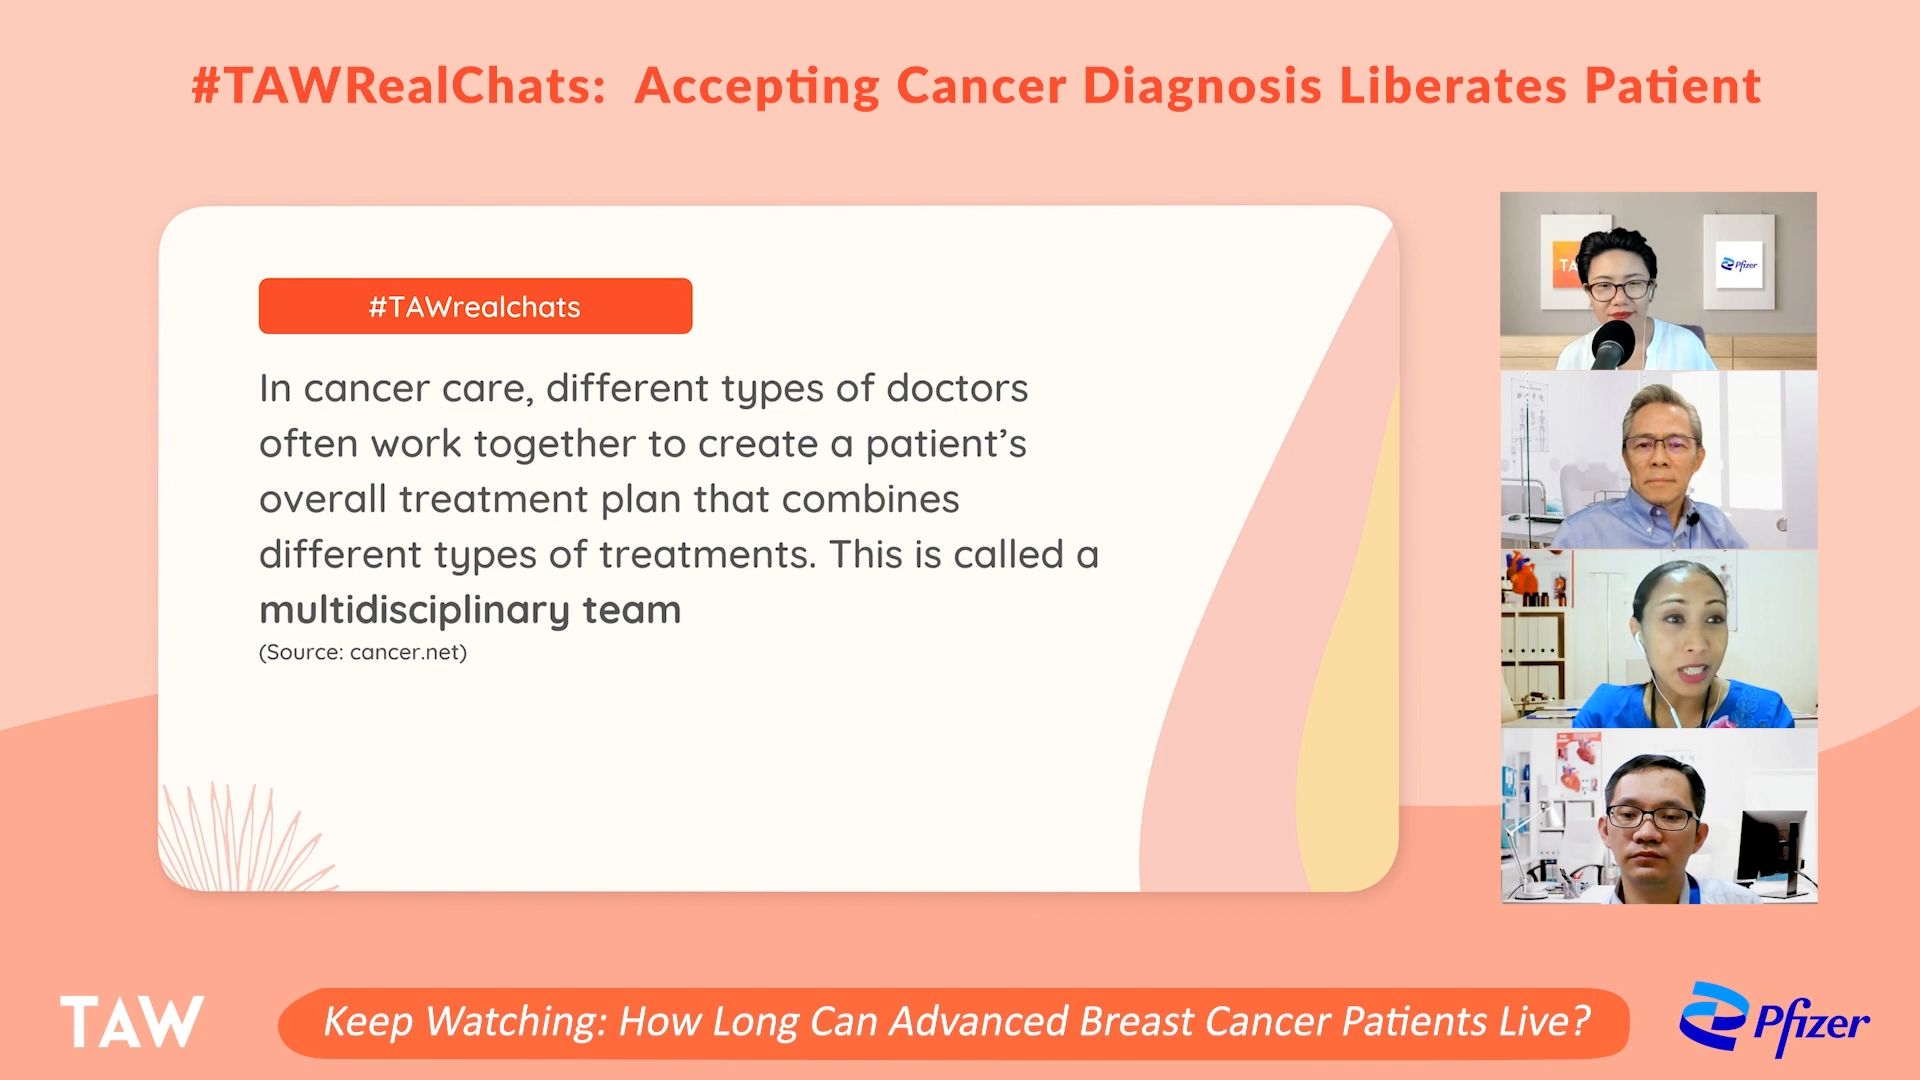 #TAWRealChats: Accepting Cancer Diagnosis Liberates Patient
#TAWrealchats
In cancer care, different types of doctors
often work together to create a patient’s
overall treatment plan that combines
different types of treatments. This is called a
multidisciplinary team
(Source: cancer.net)
TA
Pfizer
TAW
Keep Watching: How Long Can Advanced Breast Cancer Patients Live?
Pfizer